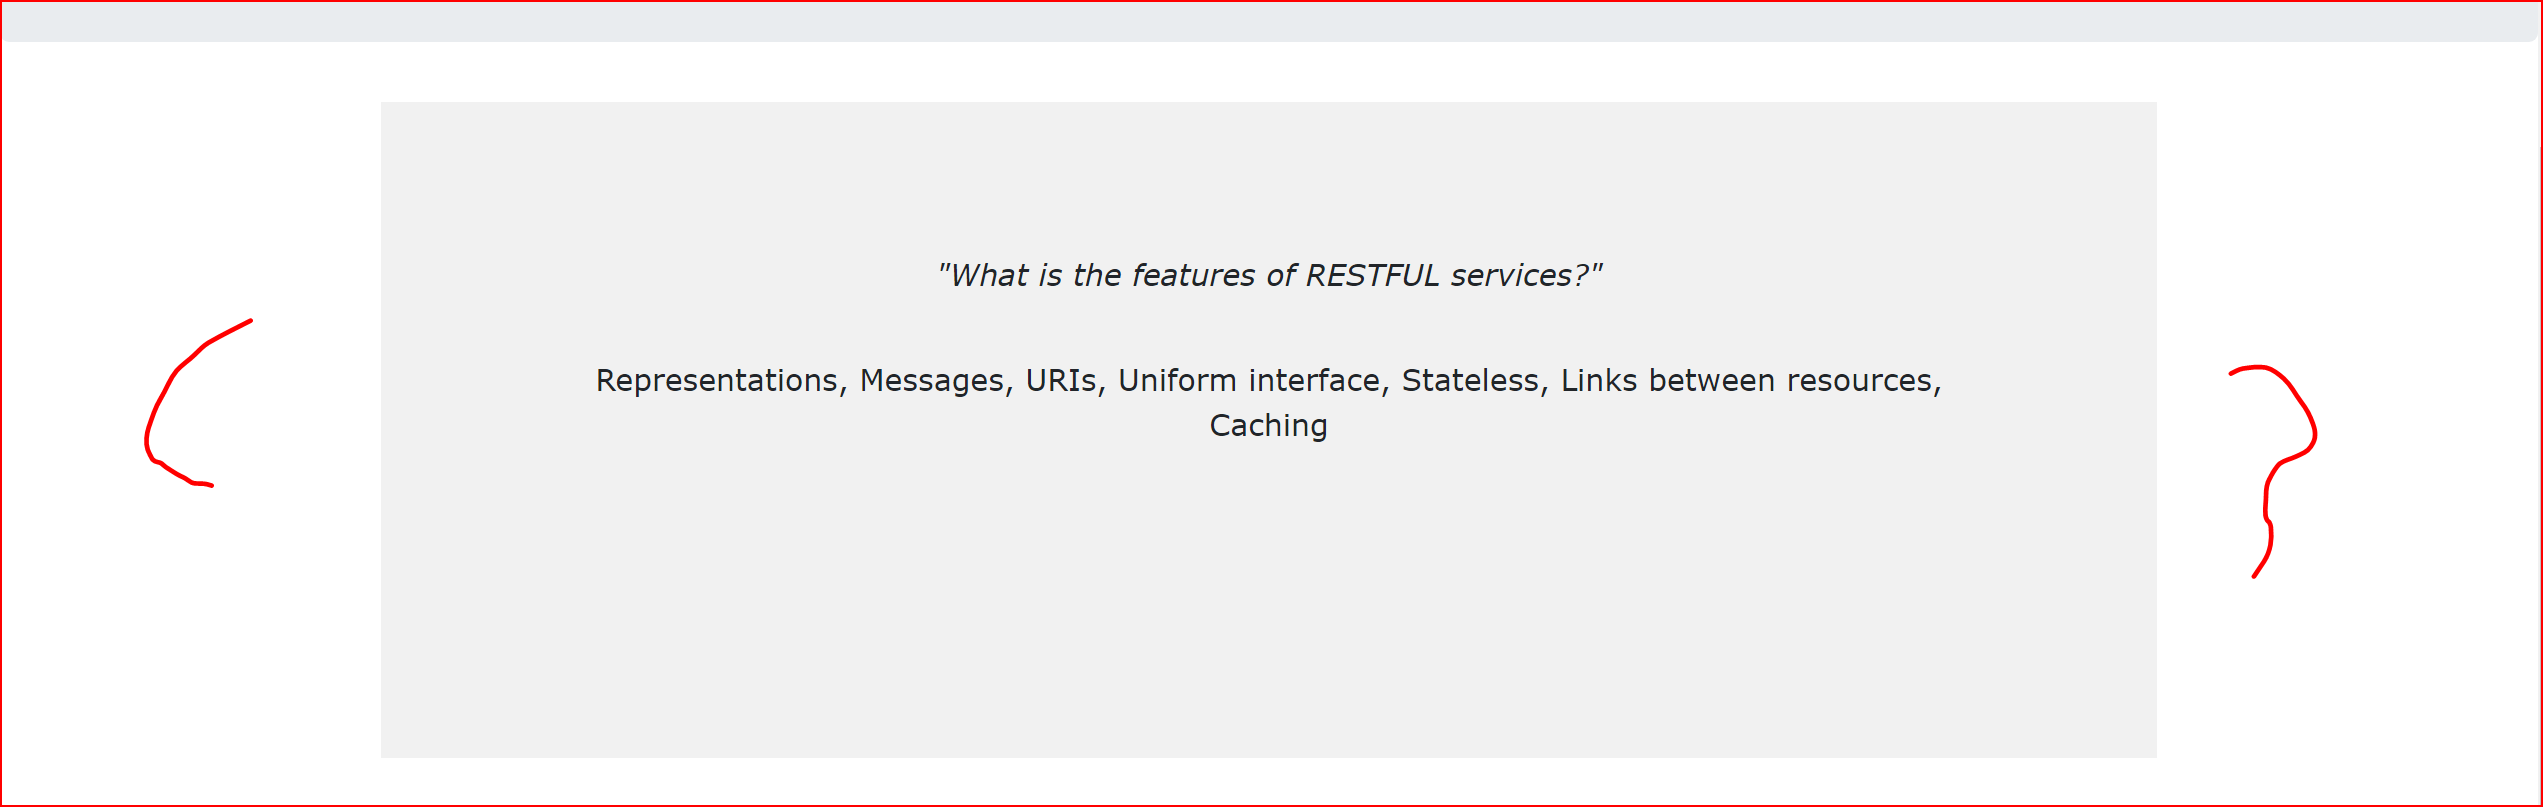 "What is the features of RESTFUL services?"
Representations, Messages, URIs, Uniform interface, Stateless, Links between resources,
Caching